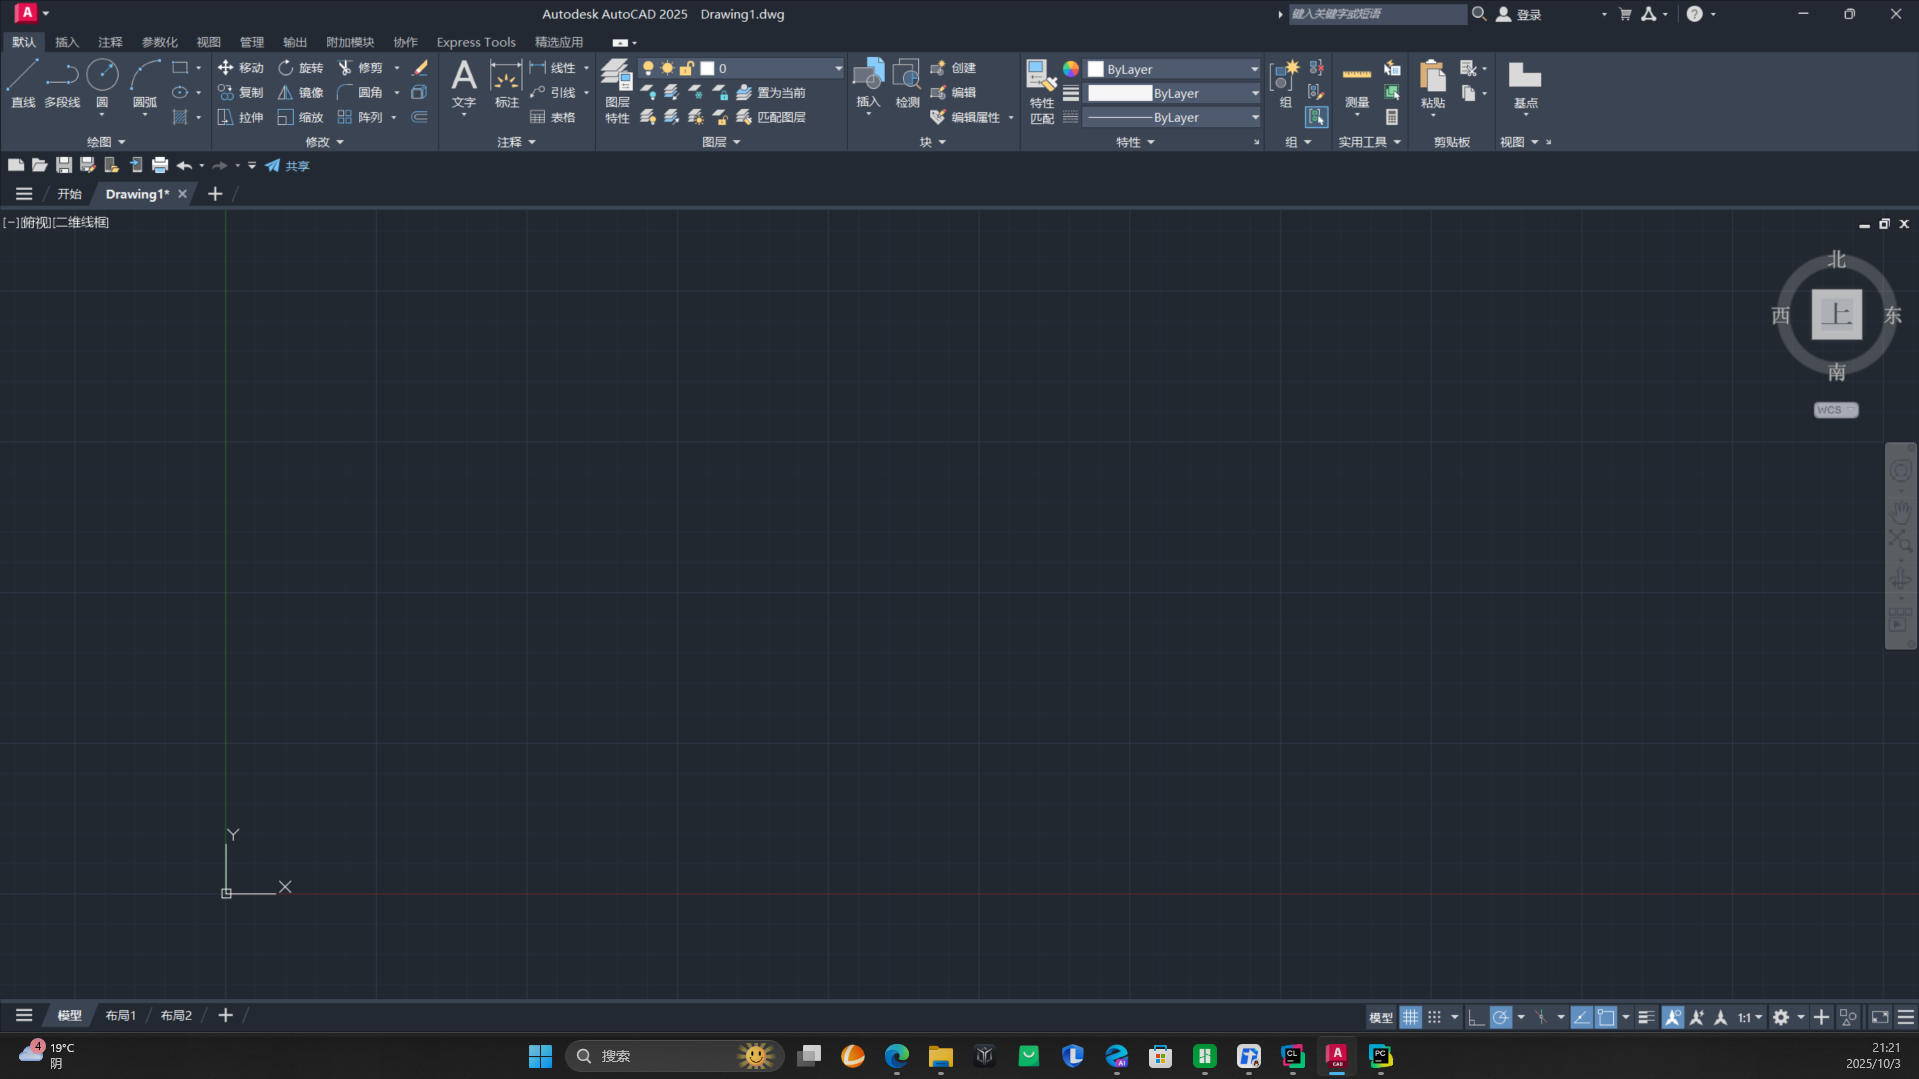 A
Autodesk AutoCAD 2025 Drawing1.dwg
键入关键字或短语
登录
默认 插入 注释 参数化 视图 管理 输出 附加模块 协作 Express Tools 精选应用
移动 旋转 修剪
线性
0
创建
ByLayer
直线 多段线 圆 圆弧
复制 镜像 圆角
文字 标注
引线
图层
特性
置为当前
插入 检测
编辑
特性
匹配
ByLayer
组
测量
粘贴
基点
拉伸 缩放 阵列
表格
匹配图层
编辑属性
ByLayer
绘图 修改 注释 图层 块 特性 组 实用工具 剪贴板 视图
共享
开始 Drawing1*
[−][俯视][二维线框]
北
西 上 东
南
WCS
Y
X
模型 布局1 布局2
模型
1:1
4
19°C
阴
搜索
AI
CL
A
CAD
PC
21:21
2025/10/3